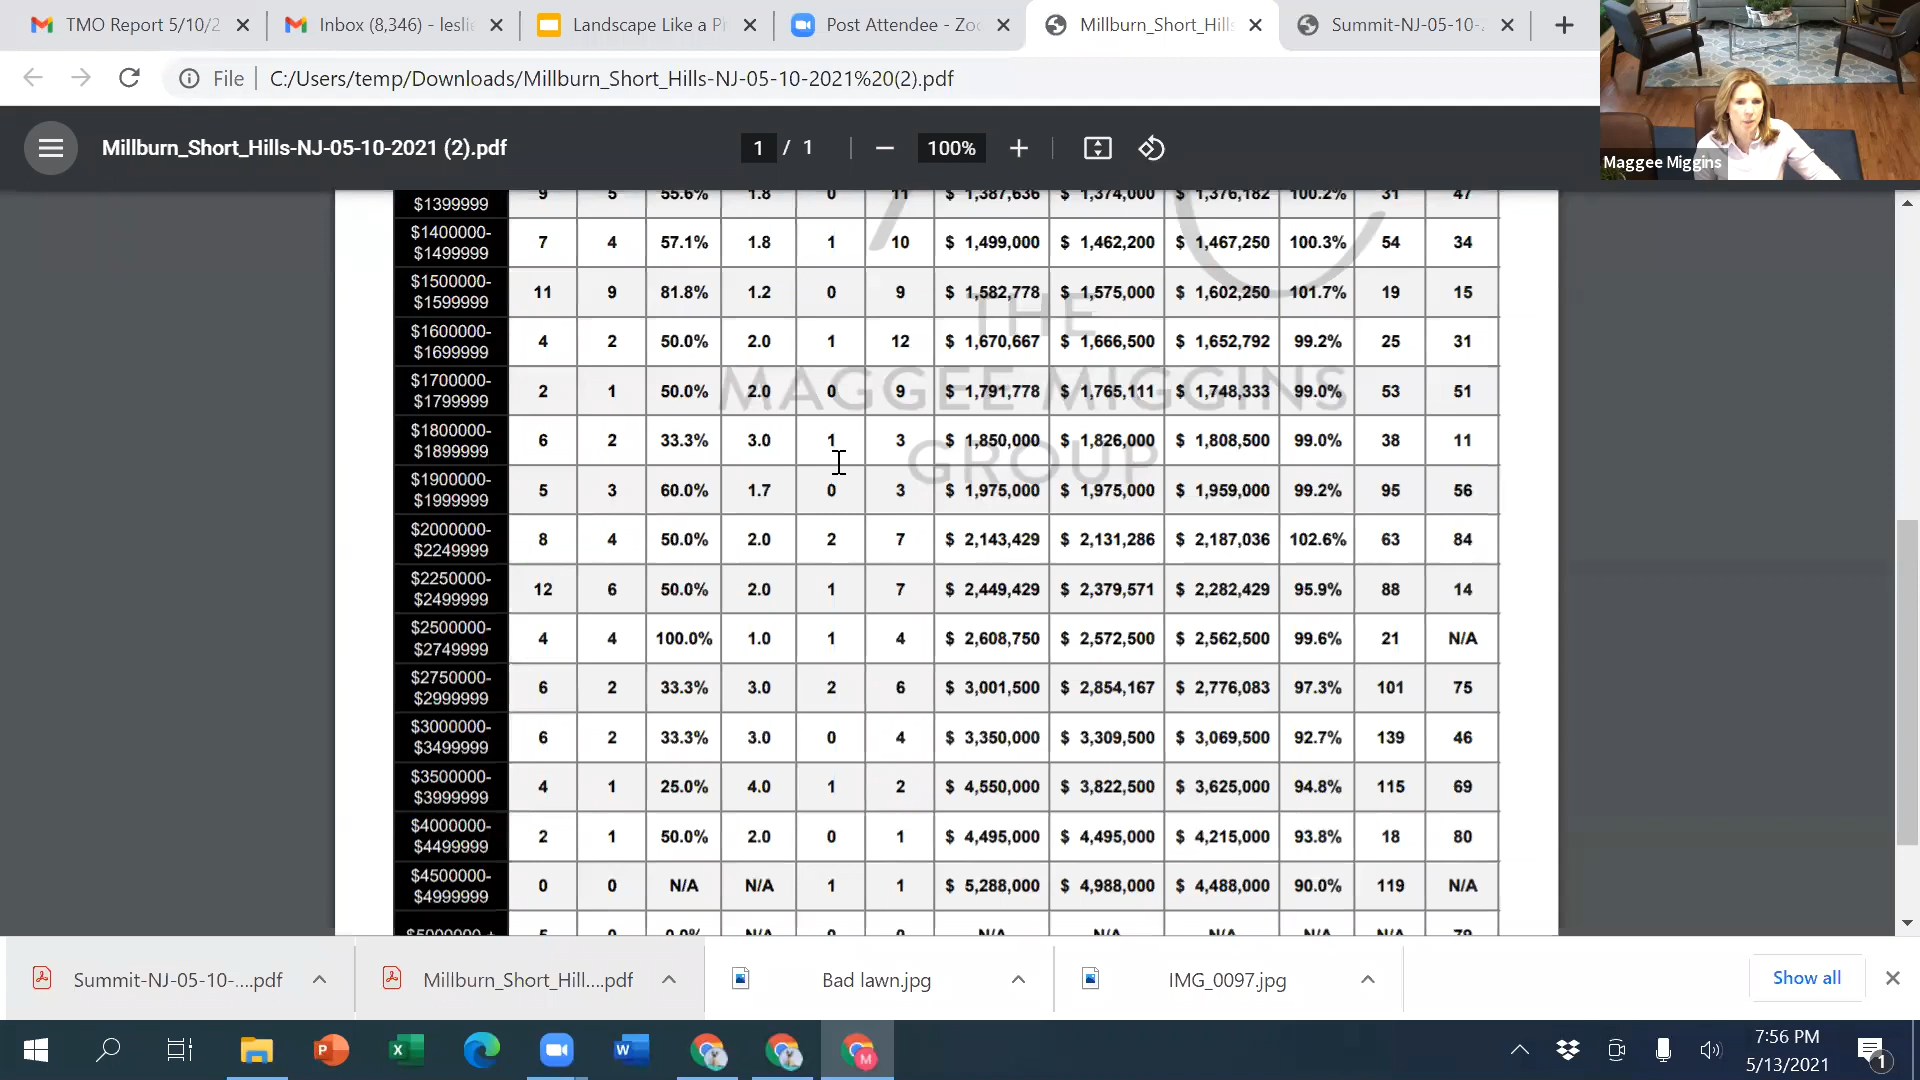 TMO Report 5/10/2
Inbox (8,346) - leslie
Landscape Like a Pr
Post Attendee - Zoo
Millburn_Short_Hills
Summit-NJ-05-10-
File
C:/Users/temp/Downloads/Millburn_Short_Hills-NJ-05-10-2021%20(2).pdf
Maggee Miggins
Millburn_Short_Hills-NJ-05-10-2021 (2).pdf
1 / 1
100%
$1399999 9 5 55.6% 1.8 0 11 $ 1,387,636 $ 1,374,000 $ 1,376,182 100.2% 31 47
$1400000-
$1499999 7 4 57.1% 1.8 1 10 $ 1,499,000 $ 1,462,200 $ 1,467,250 100.3% 54 34
$1500000-
$1599999 11 9 81.8% 1.2 0 9 $ 1,582,778 $ 1,575,000 $ 1,602,250 101.7% 19 15
THE
$1600000-
$1699999 4 2 50.0% 2.0 1 12 $ 1,670,667 $ 1,666,500 $ 1,652,792 99.2% 25 31
$1700000-
$1799999 2 1 50.0% 2.0 0 9 $ 1,791,778 $ 1,765,111 $ 1,748,333 99.0% 53 51
MAGGEE MIGGINS
$1800000-
$1899999 6 2 33.3% 3.0 1 3 $ 1,850,000 $ 1,826,000 $ 1,808,500 99.0% 38 11
GROUP
$1900000-
$1999999 5 3 60.0% 1.7 0 3 $ 1,975,000 $ 1,975,000 $ 1,959,000 99.2% 95 56
$2000000-
$2249999 8 4 50.0% 2.0 2 7 $ 2,143,429 $ 2,131,286 $ 2,187,036 102.6% 63 84
$2250000-
$2499999 12 6 50.0% 2.0 1 7 $ 2,449,429 $ 2,379,571 $ 2,282,429 95.9% 88 14
$2500000-
$2749999 4 4 100.0% 1.0 1 4 $ 2,608,750 $ 2,572,500 $ 2,562,500 99.6% 21 N/A
$2750000-
$2999999 6 2 33.3% 3.0 2 6 $ 3,001,500 $ 2,854,167 $ 2,776,083 97.3% 101 75
$3000000-
$3499999 6 2 33.3% 3.0 0 4 $ 3,350,000 $ 3,309,500 $ 3,069,500 92.7% 139 46
$3500000-
$3999999 4 1 25.0% 4.0 1 2 $ 4,550,000 $ 3,822,500 $ 3,625,000 94.8% 115 69
$4000000-
$4499999 2 1 50.0% 2.0 0 1 $ 4,495,000 $ 4,495,000 $ 4,215,000 93.8% 18 80
$4500000-
$4999999 0 0 N/A N/A 1 1 $ 5,288,000 $ 4,988,000 $ 4,488,000 90.0% 119 N/A
$5000000 + 5 0 0.0% N/A 0 0 N/A N/A N/A N/A N/A 79
Summit-NJ-05-10-....pdf
Millburn_Short_Hill....pdf
Bad lawn.jpg
IMG_0097.jpg
Show all
7:56 PM
5/13/2021
1